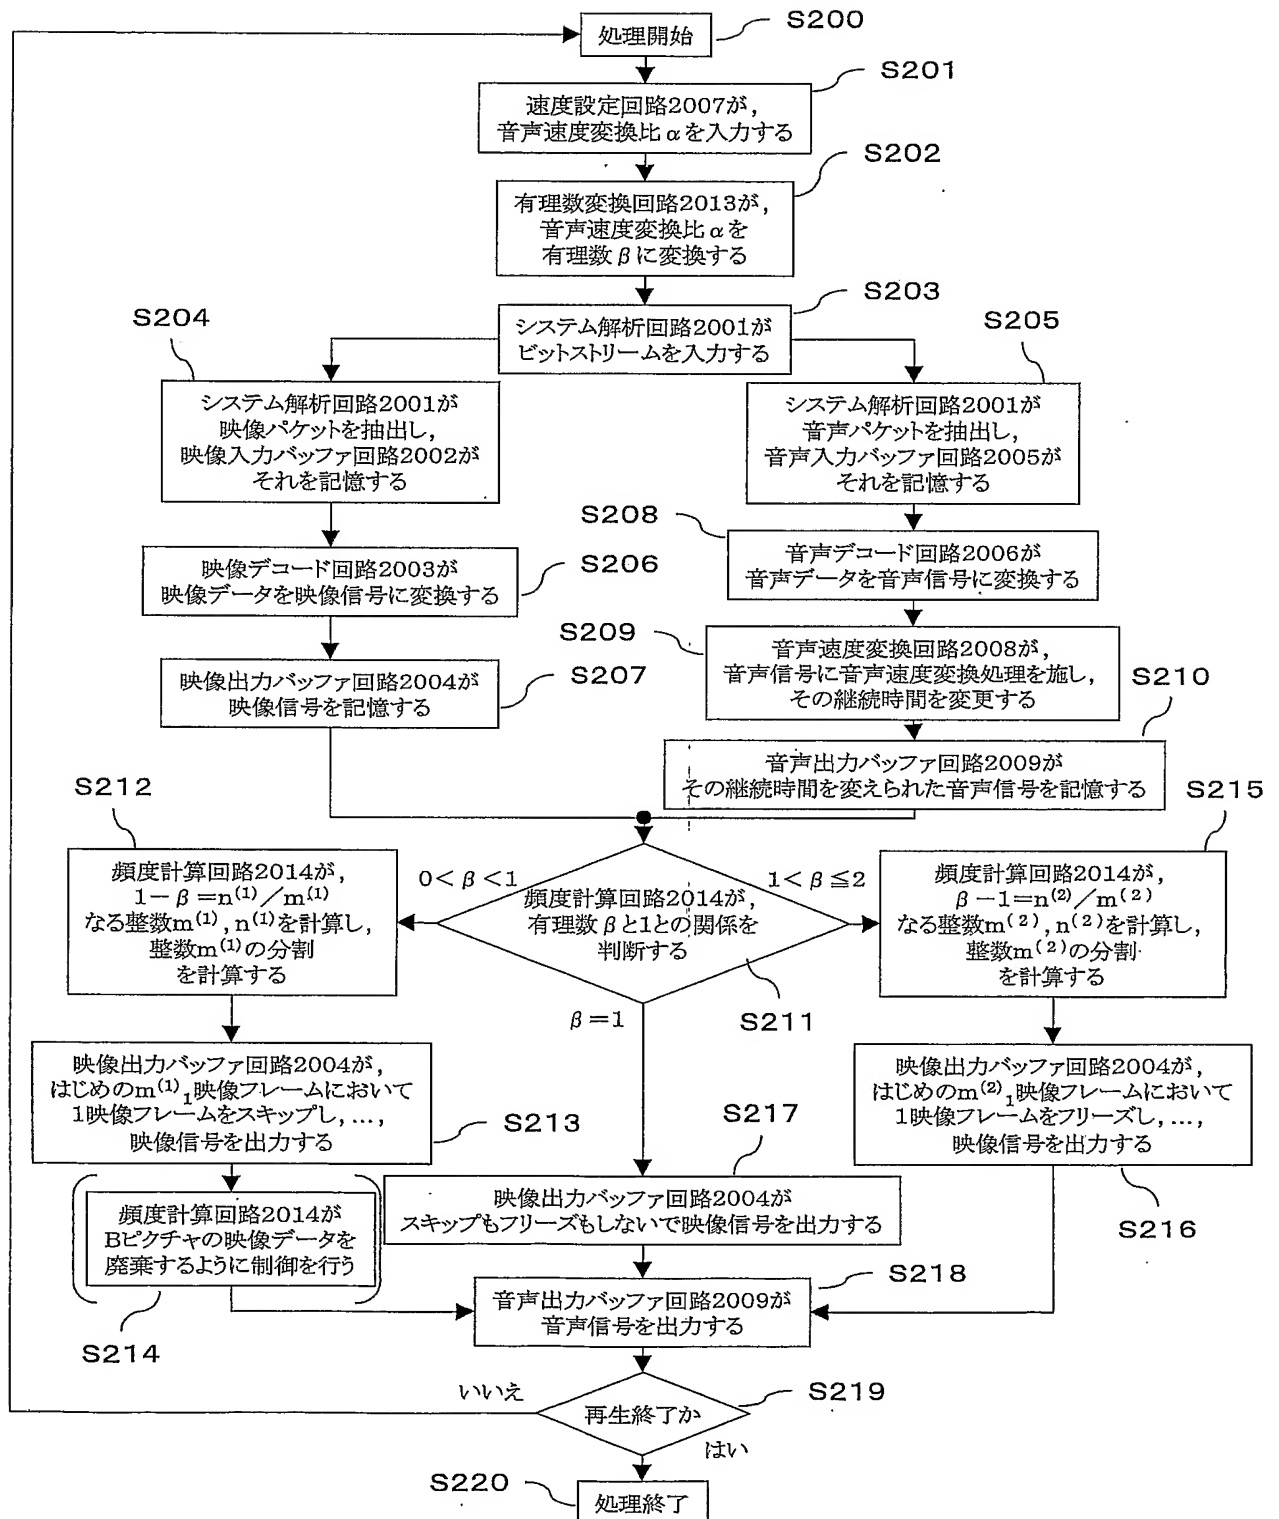 S200
処理開始
S201
速度設定回路2007が,
音声速度変換比αを入力する
S202
有理数変換回路2013が,
音声速度変換比αを
有理数βに変換する
S203
システム解析回路2001が
ビットストリームを入力する
S204
システム解析回路2001が
映像パケットを抽出し,
映像入力バッファ回路2002が
それを記憶する
S205
システム解析回路2001が
音声パケットを抽出し,
音声入力バッファ回路2005が
それを記憶する
S206
映像デコード回路2003が
映像データを映像信号に変換する
S208
音声デコード回路2006が
音声データを音声信号に変換する
S207
映像出力バッファ回路2004が
映像信号を記憶する
S209
音声速度変換回路2008が,
音声信号に音声速度変換処理を施し,
その継続時間を変更する
S210
音声出力バッファ回路2009が
その継続時間を変えられた音声信号を記憶する
S211
頻度計算回路2014が,
有理数βと1との関係を
判断する
0<β<1
1<β≦2
β=1
S212
頻度計算回路2014が,
1-β=n⁽¹⁾/m⁽¹⁾
なる整数m⁽¹⁾, n⁽¹⁾を計算し,
整数m⁽¹⁾の分割
を計算する
S215
頻度計算回路2014が,
β-1=n⁽²⁾/m⁽²⁾
なる整数m⁽²⁾, n⁽²⁾を計算し,
整数m⁽²⁾の分割
を計算する
S213
映像出力バッファ回路2004が,
はじめのm⁽¹⁾₁映像フレームにおいて
1映像フレームをスキップし, …,
映像信号を出力する
S216
映像出力バッファ回路2004が,
はじめのm⁽²⁾₁映像フレームにおいて
1映像フレームをフリーズし, …,
映像信号を出力する
S214
頻度計算回路2014が
Bピクチャの映像データを
廃棄するように制御を行う
S217
映像出力バッファ回路2004が
スキップもフリーズもしないで映像信号を出力する
S218
音声出力バッファ回路2009が
音声信号を出力する
S219
再生終了か
いいえ
はい
S220
処理終了